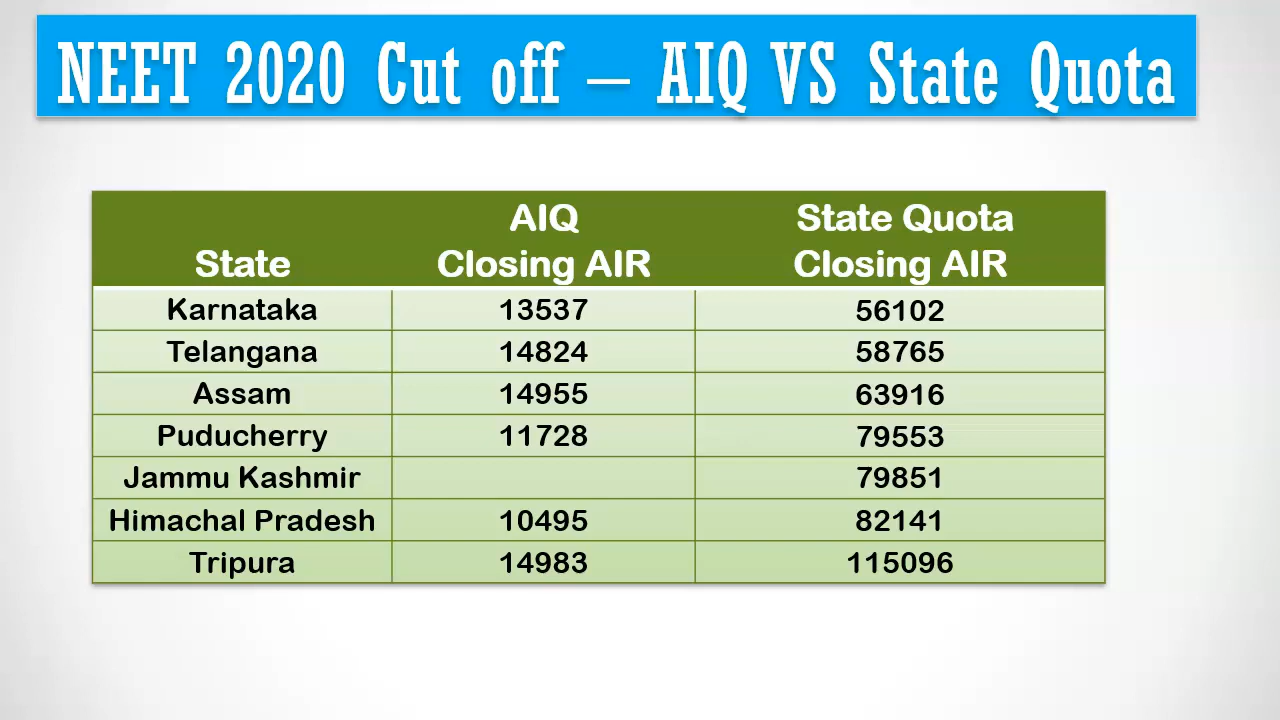 NEET 2020 Cut off – AIQ VS State Quota
State AIQ Closing AIR State Quota Closing AIR
Karnataka 13537 56102
Telangana 14824 58765
Assam 14955 63916
Puducherry 11728 79553
Jammu Kashmir 79851
Himachal Pradesh 10495 82141
Tripura 14983 115096